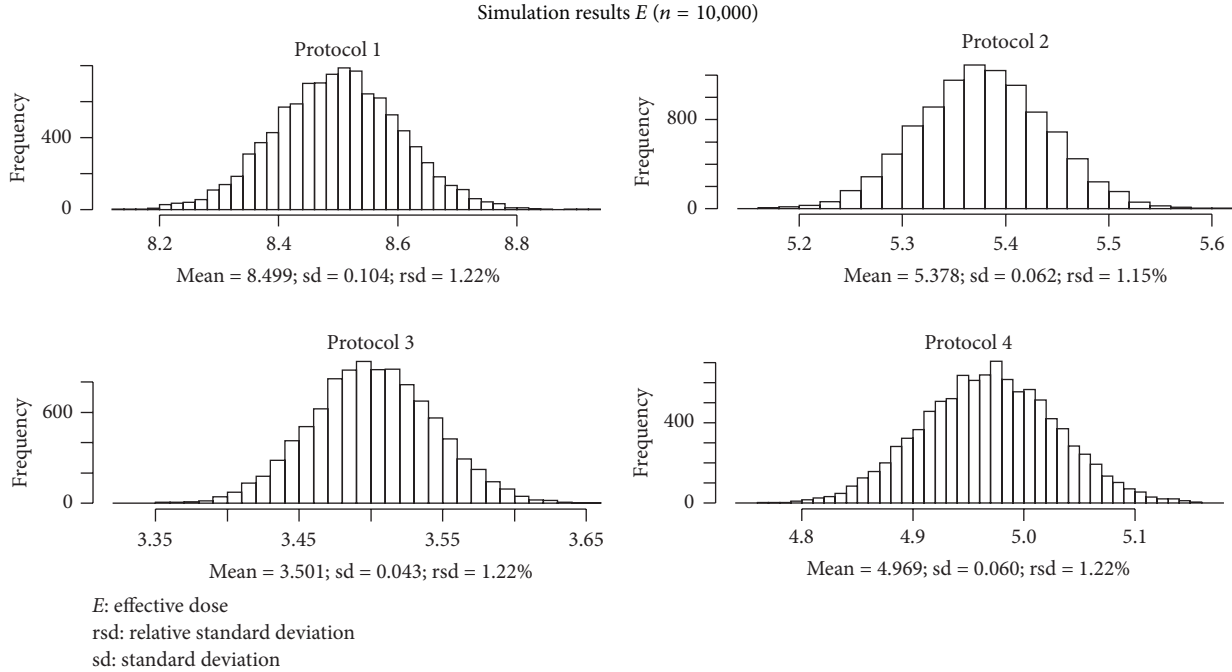 Simulation results E (n = 10,000)
Protocol 1
Frequency
400
0
8.2 8.4 8.6 8.8
Mean = 8.499; sd = 0.104; rsd = 1.22%
Protocol 2
Frequency
800
0
5.2 5.3 5.4 5.5 5.6
Mean = 5.378; sd = 0.062; rsd = 1.15%
Protocol 3
Frequency
600
0
3.35 3.45 3.55 3.65
Mean = 3.501; sd = 0.043; rsd = 1.22%
Protocol 4
Frequency
400
0
4.8 4.9 5.0 5.1
Mean = 4.969; sd = 0.060; rsd = 1.22%
E: effective dose
rsd: relative standard deviation
sd: standard deviation